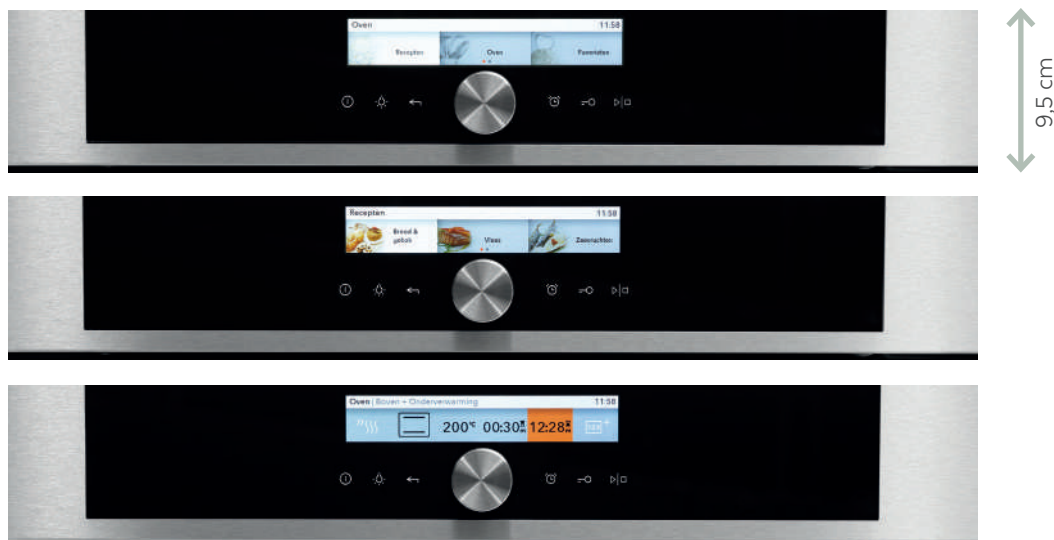 Oven 11:58
Recepten Oven Favorieten
9,5 cm
Recepten 11:58
Brood &
gebak Vlees Zeevruchten
Oven | Boven + Onderverwarming 11:58
200°C 00:30 12:28